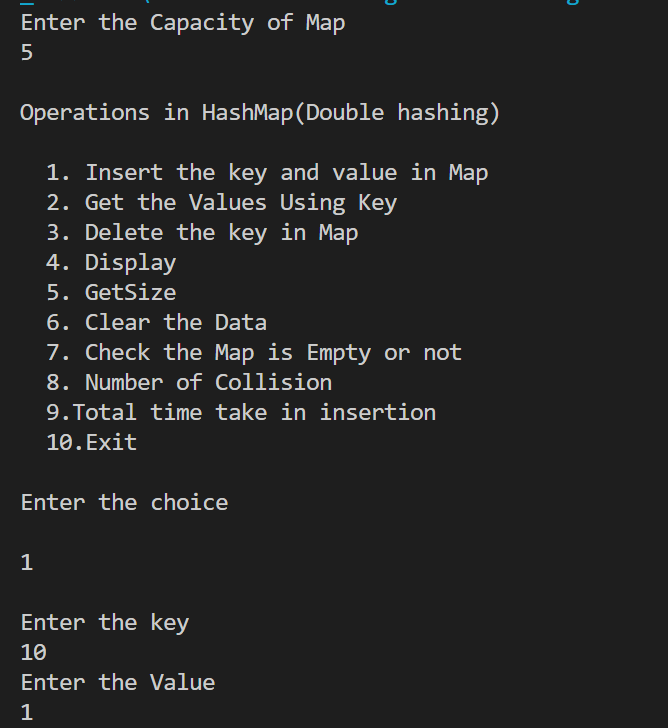 Enter the Capacity of Map
5
Operations in HashMap(Double hashing)
1. Insert the key and value in Map
2. Get the Values Using Key
3. Delete the key in Map
4. Display
5. GetSize
6. Clear the Data
7. Check the Map is Empty or not
8. Number of Collision
9.Total time take in insertion
10.Exit
Enter the choice
1
Enter the key
10
Enter the Value
1